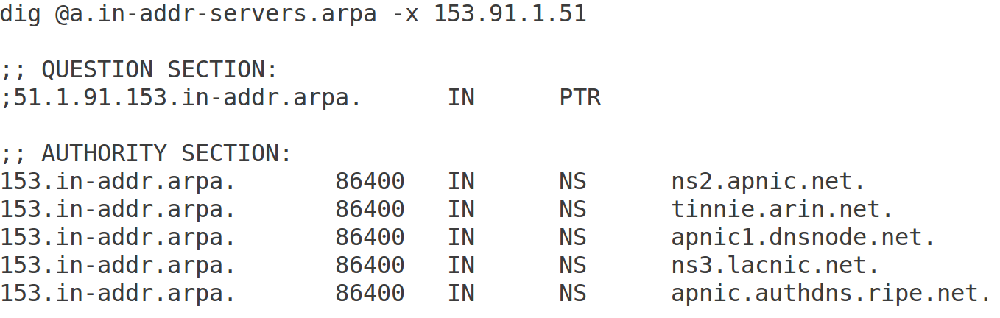 dig @a.in-addr-servers.arpa -x 153.91.1.51
;; QUESTION SECTION:
;51.1.91.153.in-addr.arpa. IN PTR
;; AUTHORITY SECTION:
153.in-addr.arpa. 86400 IN NS ns2.apnic.net.
153.in-addr.arpa. 86400 IN NS tinnie.arin.net.
153.in-addr.arpa. 86400 IN NS apnic1.dnsnode.net.
153.in-addr.arpa. 86400 IN NS ns3.lacnic.net.
153.in-addr.arpa. 86400 IN NS apnic.authdns.ripe.net.